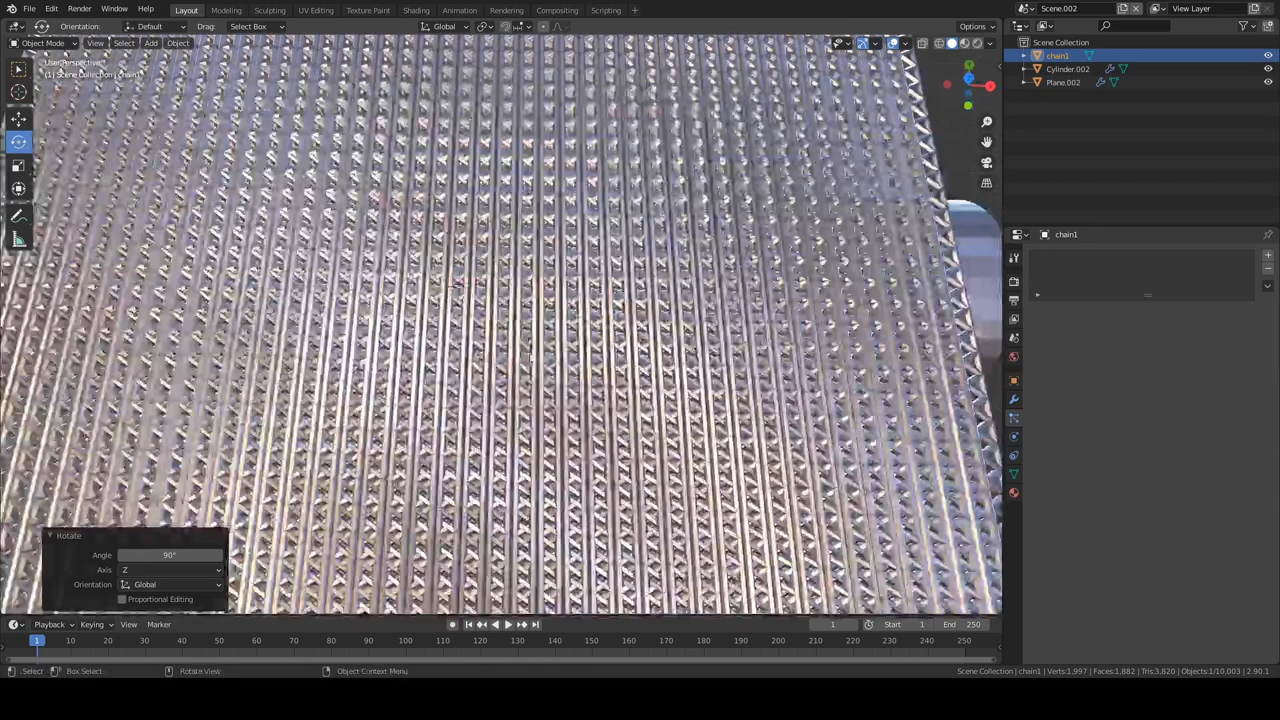 File Edit Render Window Help Layout Modeling Sculpting UV Editing Texture Paint Shading Animation Rendering Compositing Scripting + Scene.002 View Layer
Orientation: Default Drag: Select Box Global Options
Object Mode View Select Add Object
User Perspective
(1) Scene Collection | chain1
Scene Collection
chain1
Cylinder.002
Plane.002
chain1
Rotate
Angle 90°
Axis Z
Orientation Global
Proportional Editing
Playback Keying View Marker 1 Start 1 End 250
1 10 20 30 40 50 60 70 80 90 100 110 120 130 140 150 160 170 180 190 200 210 220 230 240 250
Select Box Select Rotate View Object Context Menu Scene Collection | chain1 | Verts:1,997 | Faces:1,882 | Tris:3,820 | Objects:1/10,003 | 2.90.1